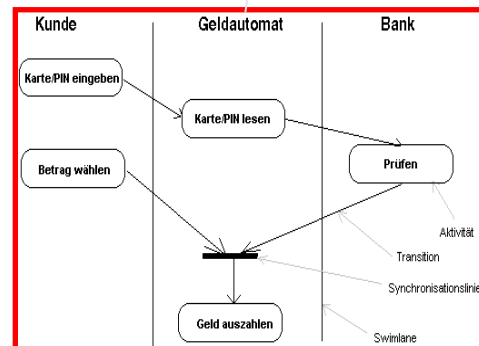 Kunde
Geldautomat
Bank
Karte/PIN eingeben
Karte/PIN lesen
Betrag wählen
Prüfen
Aktivität
Transition
Synchronisationslinie
Geld auszahlen
Swimlane